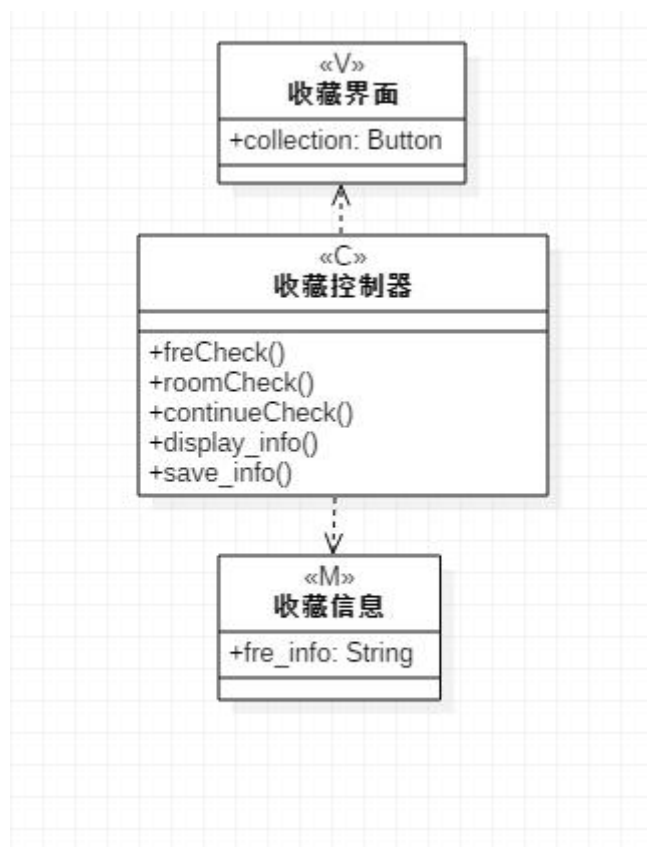 «V»
收藏界面
+collection: Button
«C»
收藏控制器
+freCheck()
+roomCheck()
+continueCheck()
+display_info()
+save_info()
«M»
收藏信息
+fre_info: String